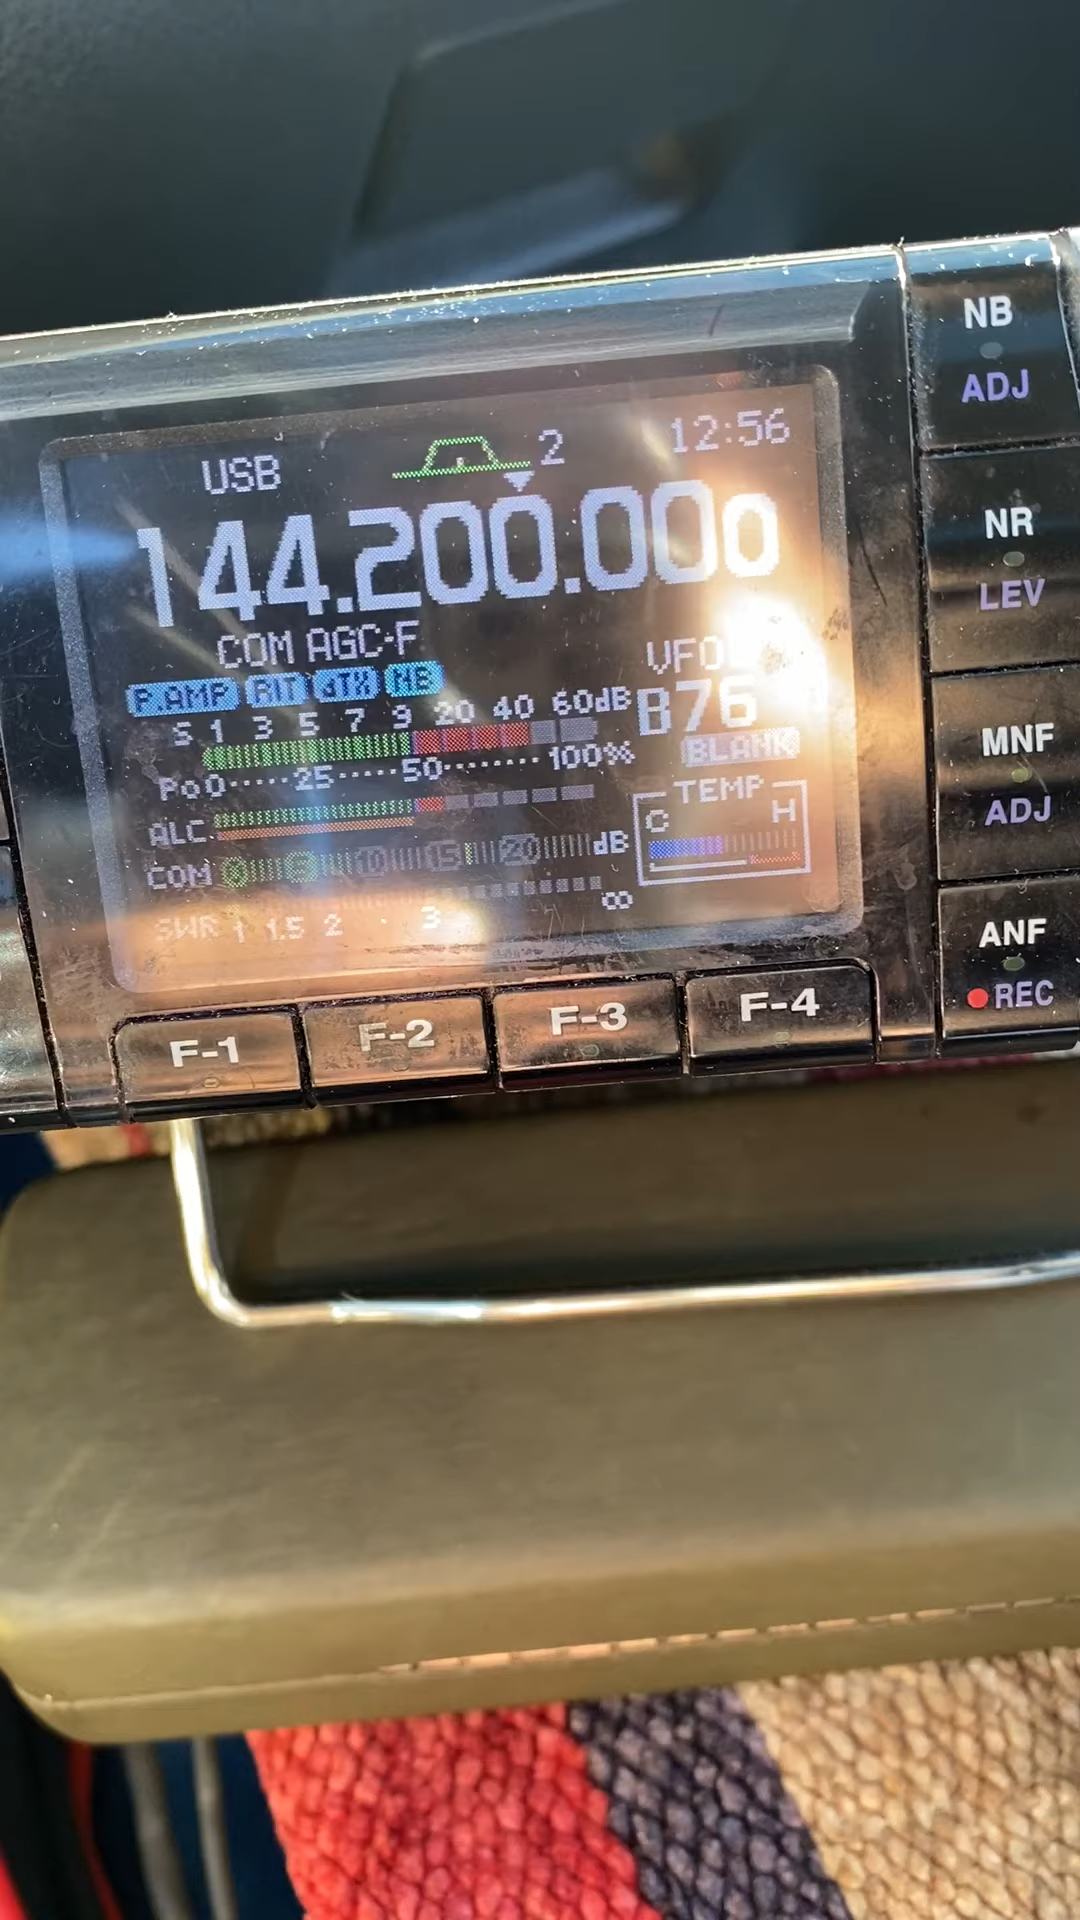 USB 2 12:56
144.200.000
COM AGC-F
VFO
P.AMP RIT ⊿TX NB
B76
S 1 3 5 7 9 20 40 60dB
BLANK
Po 0 25 50 100%
TEMP
C H
ALC
COM 0 5 10 15 20 dB
SWR 1 1.5 2 3 ∞
F-1 F-2 F-3 F-4
NB
ADJ
NR
LEV
MNF
ADJ
ANF
REC